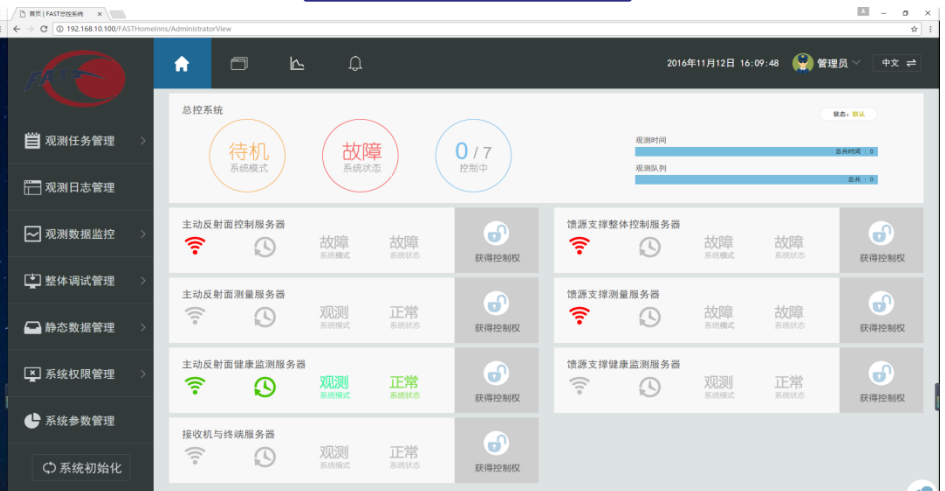 首页 | FAST总控系统
192.168.10.100/FASTHomeInns/AdministratorView
FAST
2016年11月12日 16:09:48
管理员
中文
观测任务管理
观测日志管理
观测数据监控
整体调试管理
静态数据管理
系统权限管理
系统参数管理
系统初始化
总控系统
状态: 默认
待机
系统模式
故障
系统状态
0 / 7
控制中
观测时间
总共时间 : 0
观测队列
总共 : 0
主动反射面控制服务器
故障
系统模式
故障
系统状态
获得控制权
馈源支撑整体控制服务器
故障
系统模式
故障
系统状态
获得控制权
主动反射面测量服务器
观测
系统模式
正常
系统状态
获得控制权
馈源支撑测量服务器
故障
系统模式
故障
系统状态
获得控制权
主动反射面健康监测服务器
观测
系统模式
正常
系统状态
获得控制权
馈源支撑健康监测服务器
观测
系统模式
正常
系统状态
获得控制权
接收机与终端服务器
观测
系统模式
正常
系统状态
获得控制权